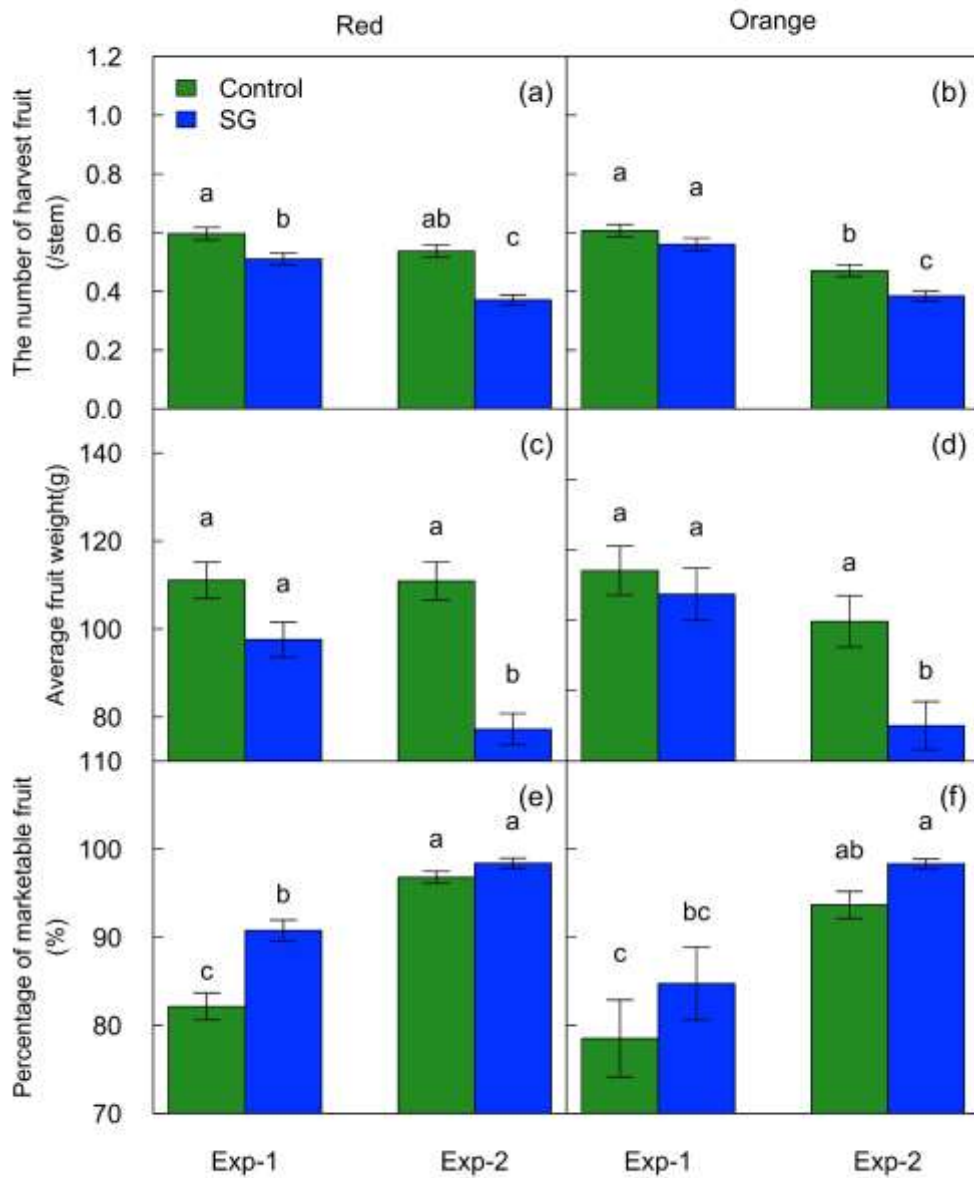 Red Orange
1.2
Control (a) (b)
SG
1.0
The number of harvest fruit
(/stem)
0.8
a a a
b ab b
0.6
c c
0.4
0.2
0.0
(c) (d)
140
Average fruit weight(g)
a a a a
120
a a
100
b b
80
110
(e) (f)
Percentage of marketable fruit
(%)
a a a
100
b ab
90
c c bc
80
70
Exp-1 Exp-2 Exp-1 Exp-2